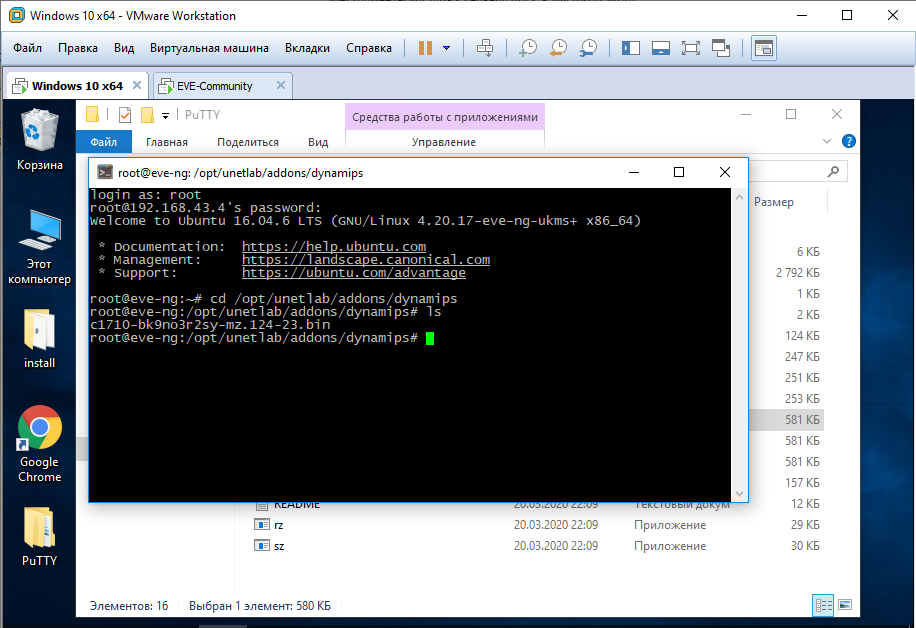 Windows 10 x64 - VMware Workstation
Файл Правка Вид Виртуальная машина Вкладки Справка
Windows 10 x64 EVE-Community
PuTTY
Средства работы с приложениями
Файл Главная Поделиться Вид Управление
Корзина
Этот
компьютер
install
Google
Chrome
PuTTY
root@eve-ng: /opt/unetlab/addons/dynamips
login as: root
root@192.168.43.4's password:
Welcome to Ubuntu 16.04.6 LTS (GNU/Linux 4.20.17-eve-ng-ukms+ x86_64)
* Documentation: https://help.ubuntu.com
* Management: https://landscape.canonical.com
* Support: https://ubuntu.com/advantage
root@eve-ng:~# cd /opt/unetlab/addons/dynamips
root@eve-ng:/opt/unetlab/addons/dynamips# ls
c1710-bk9no3r2sy-mz.124-23.bin
root@eve-ng:/opt/unetlab/addons/dynamips#
Размер
6 КБ
2 792 КБ
1 КБ
2 КБ
124 КБ
247 КБ
251 КБ
253 КБ
581 КБ
581 КБ
581 КБ
157 КБ
README 20.03.2020 22:09 Текстовый докум 12 КБ
rz 20.03.2020 22:09 Приложение 29 КБ
sz 20.03.2020 22:09 Приложение 30 КБ
Элементов: 16 Выбран 1 элемент: 580 КБ